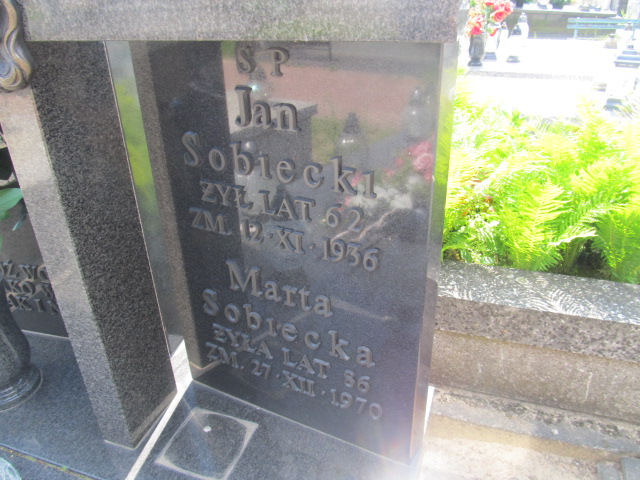 Ś P
Jan
Sobiecki
ŻYŁ LAT 62
ZM. 12·XI·1936
Marta
Sobiecka
ŻYŁA LAT 86
ZM. 27·XII·1970